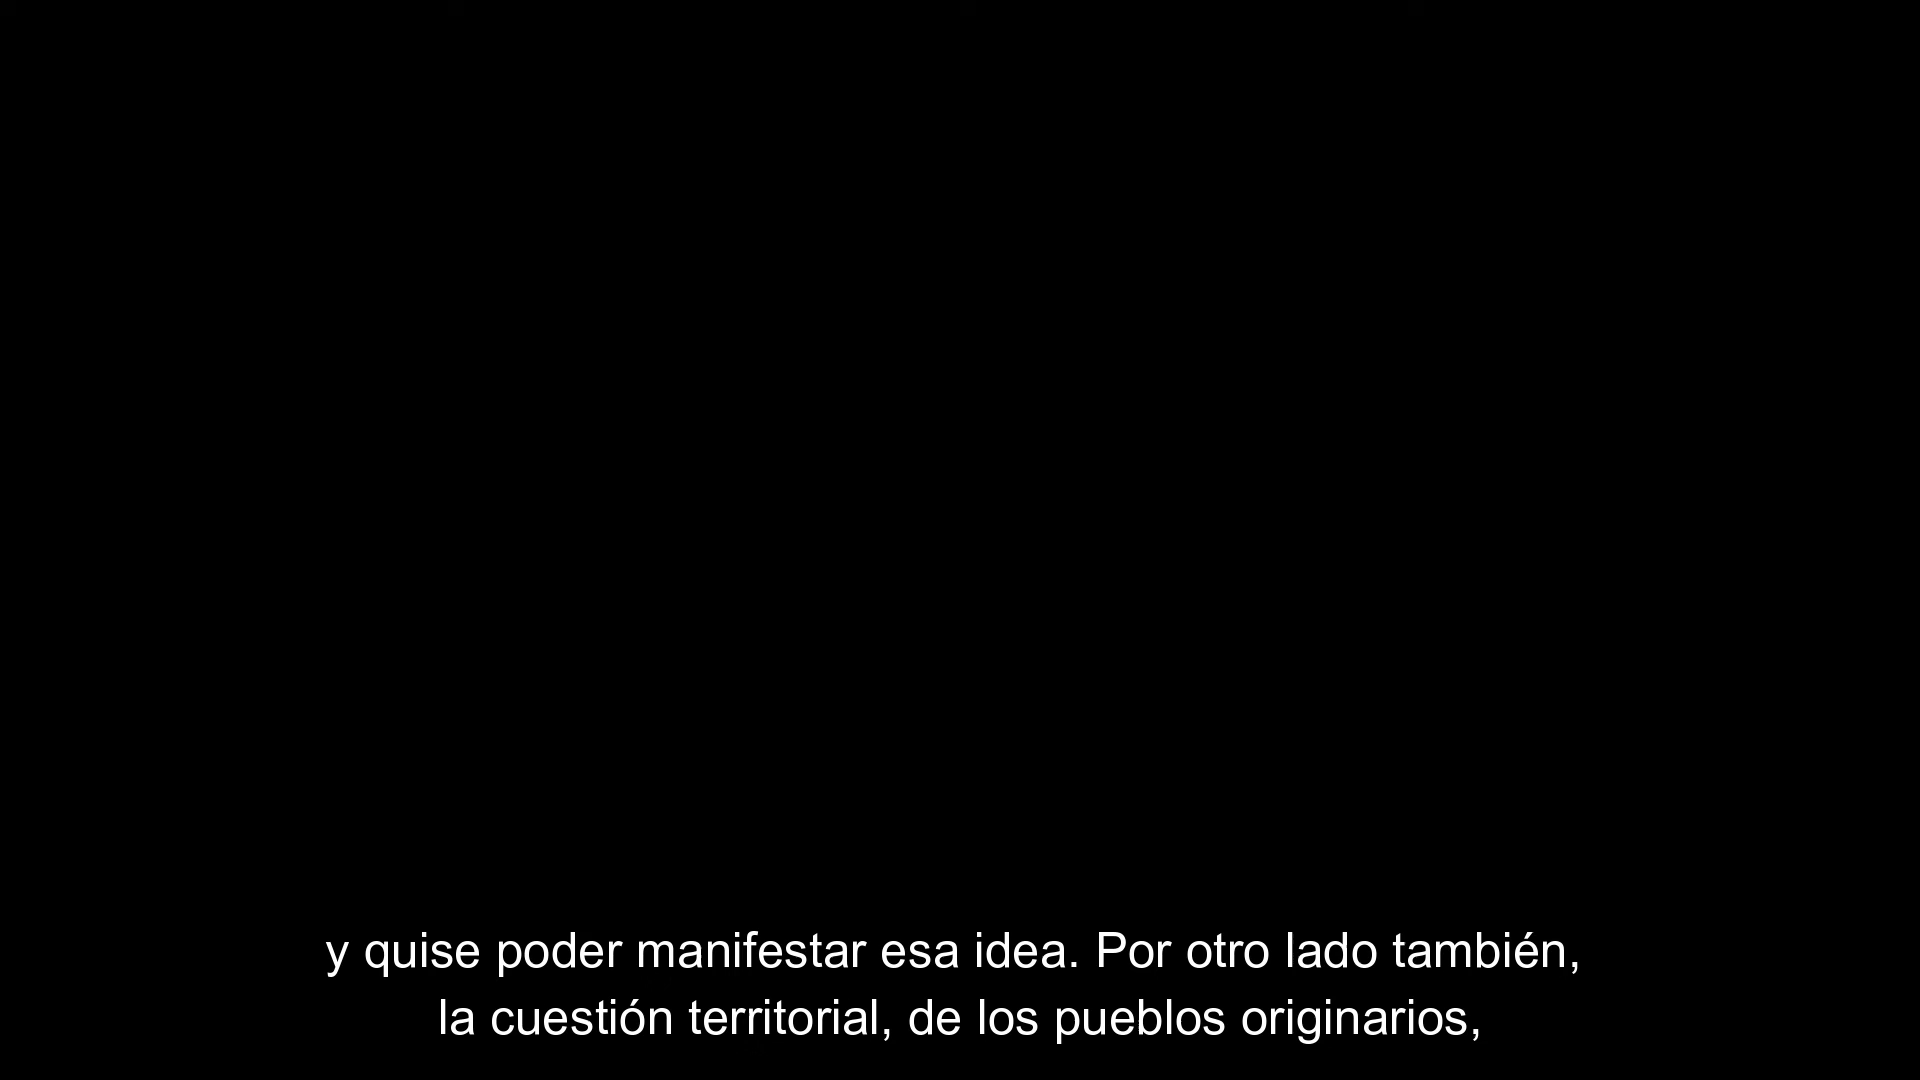 y quise poder manifestar esa idea. Por otro lado también,
la cuestión territorial, de los pueblos originarios,